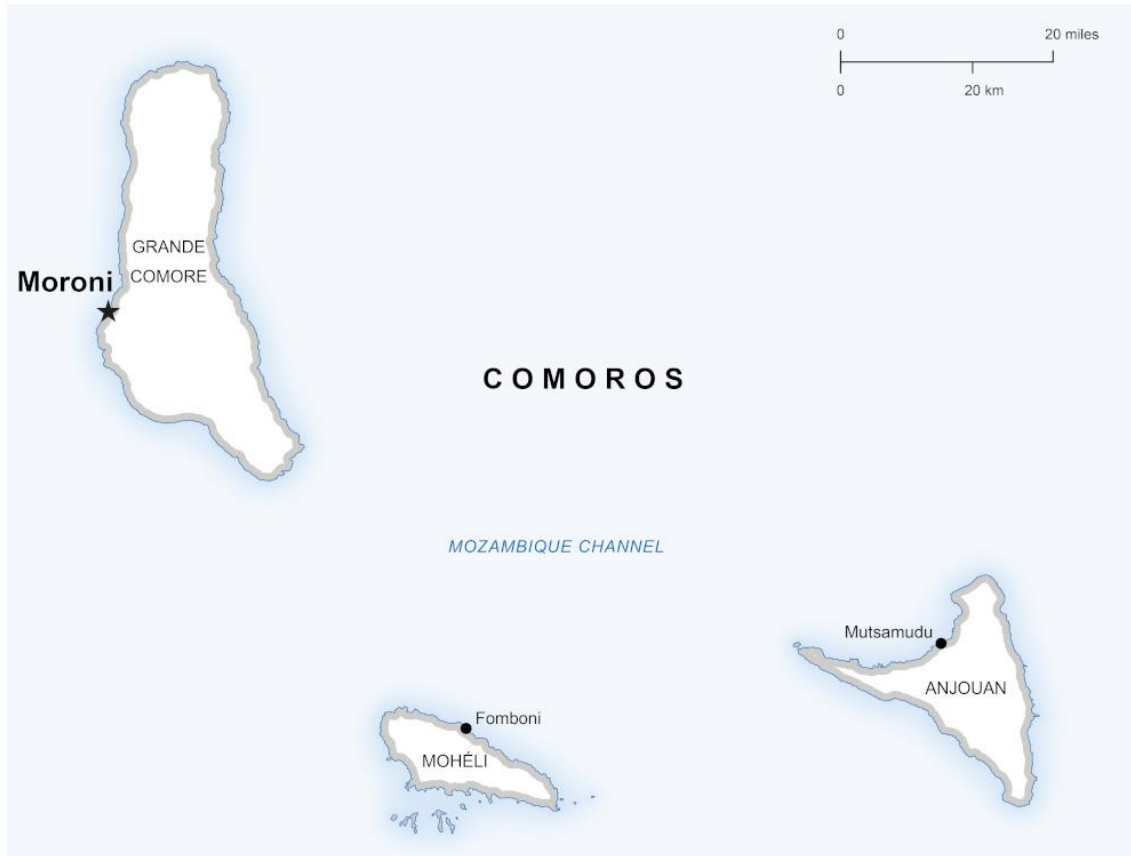 0 20 miles
0 20 km
GRANDE
COMORE
Moroni
COMOROS
MOZAMBIQUE CHANNEL
Mutsamudu
ANJOUAN
Fomboni
MOHÉLI